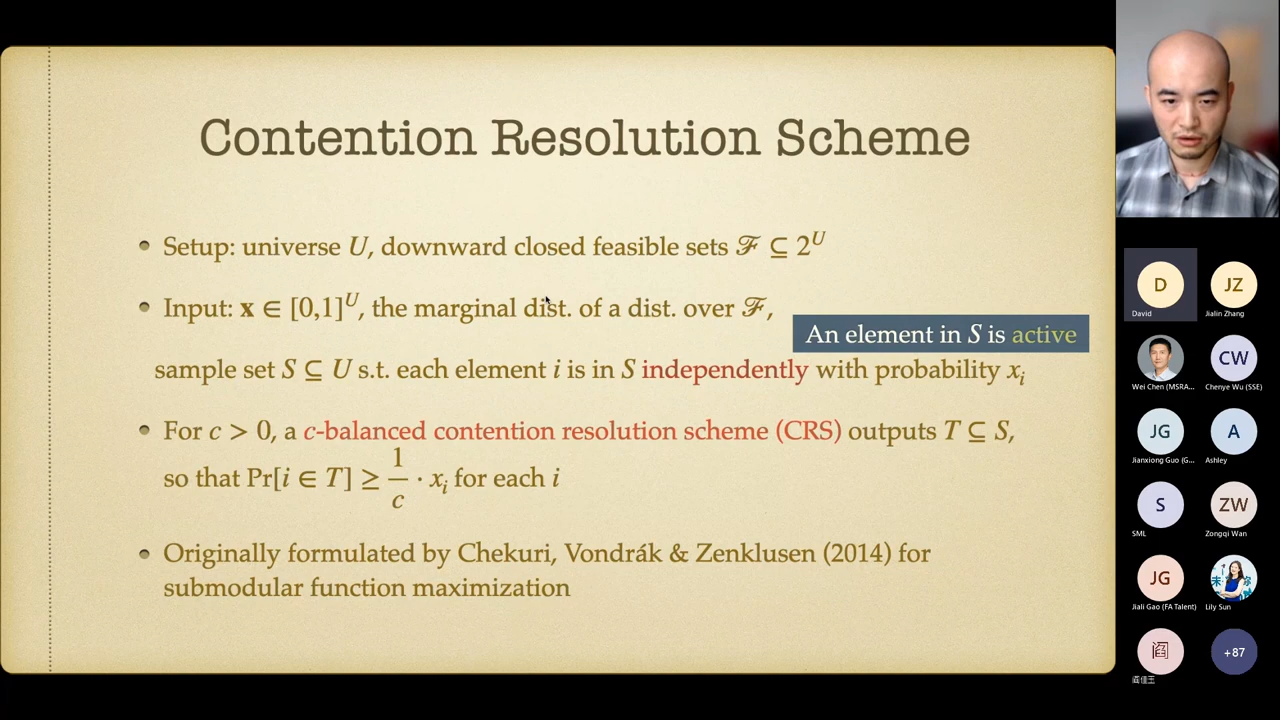 Contention Resolution Scheme
• Setup: universe U, downward closed feasible sets ℱ ⊆ 2^U
• Input: x ∈ [0,1]^U, the marginal dist. of a dist. over ℱ,
An element in S is active
sample set S ⊆ U s.t. each element i is in S independently with probability x_i
• For c > 0, a c-balanced contention resolution scheme (CRS) outputs T ⊆ S,
so that Pr[i ∈ T] ≥ 1/c · x_i for each i
• Originally formulated by Chekuri, Vondrák & Zenklusen (2014) for
submodular function maximization
D
David
JZ
Jialin Zhang
Wei Chen (MSRA...
CW
Chenye Wu (SSE)
JG
Jianxiong Guo (G...
A
Ashley
S
SML
ZW
Zongqi Wan
JG
Jiali Gao (FA Talent)
Lily Sun
+87